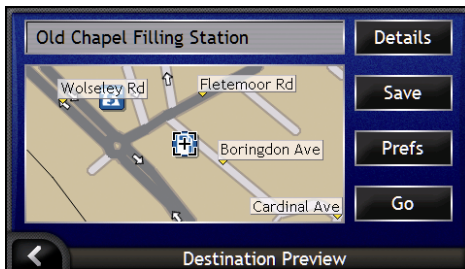 Old Chapel Filling Station
Details
Wolseley Rd
Fletemoor Rd
Save
Boringdon Ave
Prefs
Cardinal Ave
Go
Destination Preview